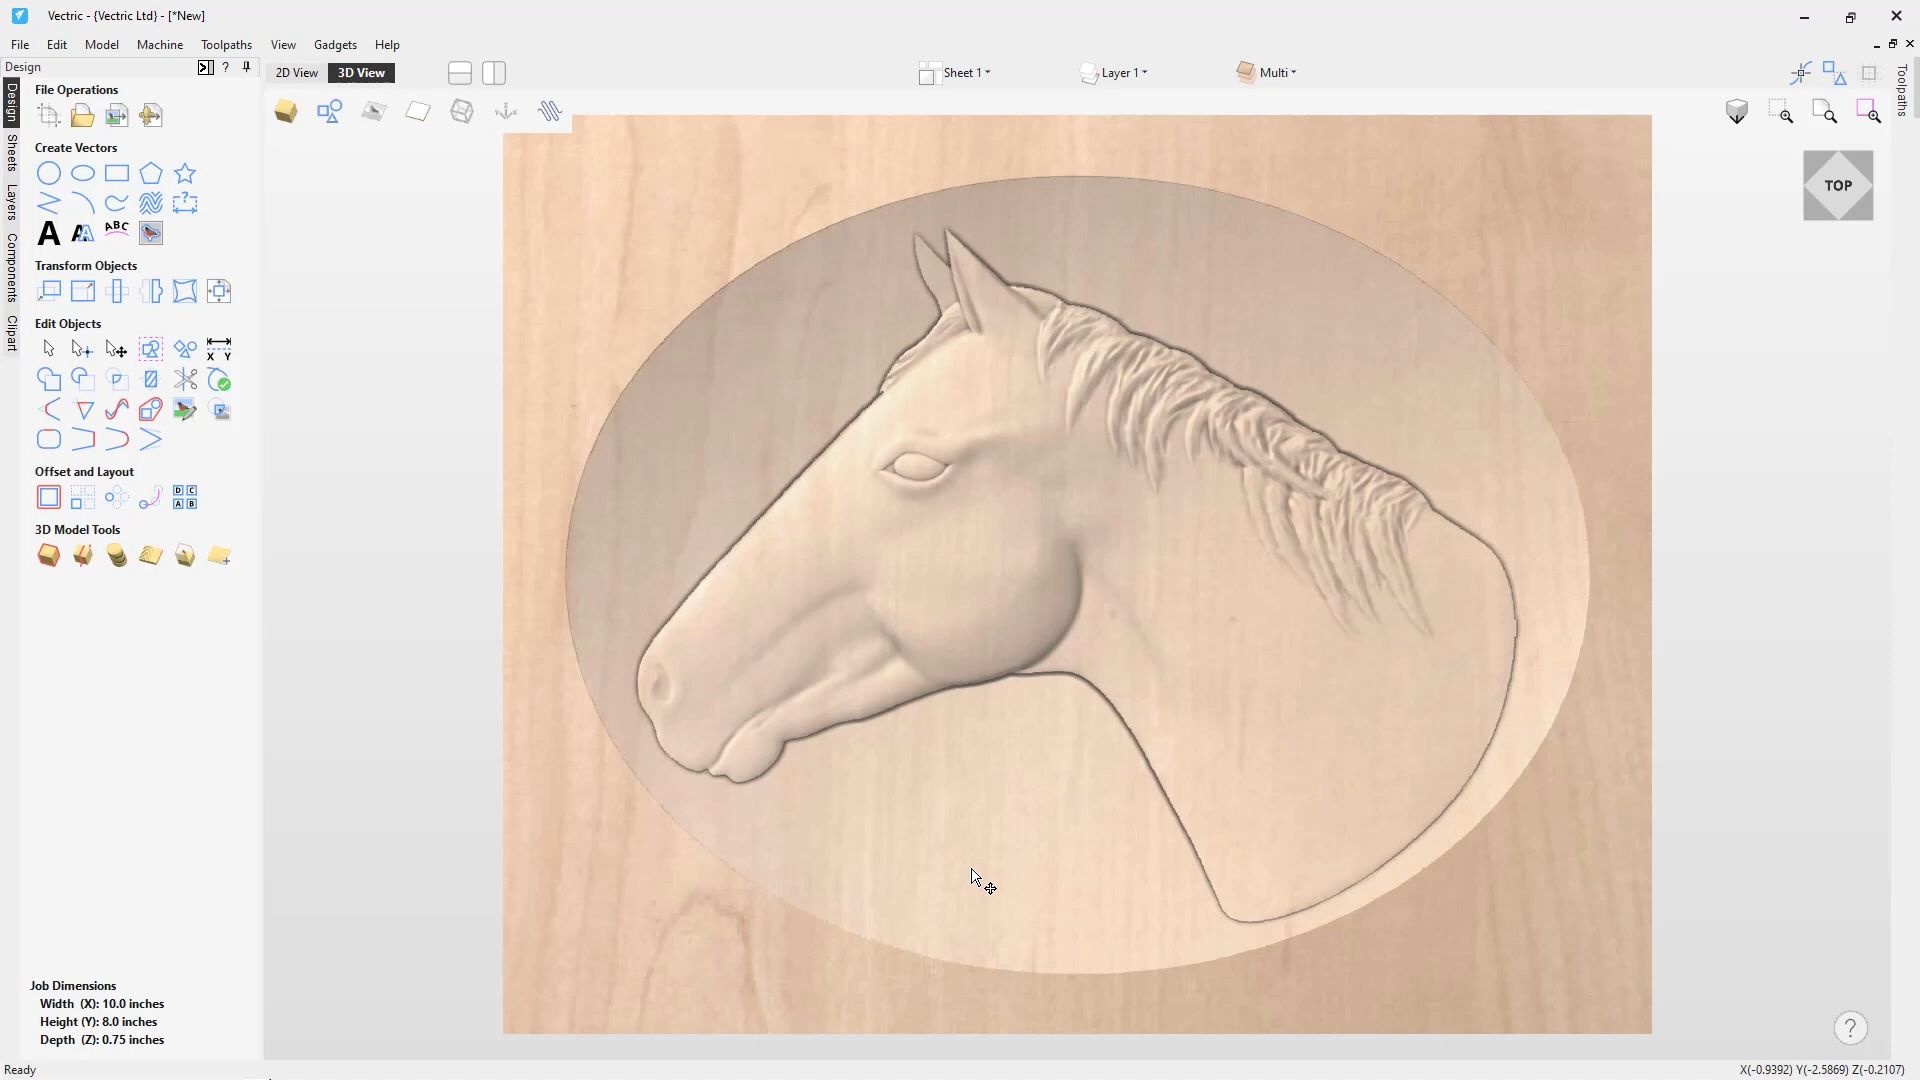 Vectric - {Vectric Ltd} - [*New]
File Edit Model Machine Toolpaths View Gadgets Help
Design ?
2D View 3D View Sheet 1 Layer 1 Multi
Design
Sheets
Layers
Components
Clipart
File Operations
Create Vectors
A A ABC
Transform Objects
Edit Objects
X Y
Offset and Layout
D C
A B
3D Model Tools
Toolpaths
TOP
Job Dimensions
Width (X): 10.0 inches
Height (Y): 8.0 inches
Depth (Z): 0.75 inches
?
Ready
X(-0.9392) Y(-2.5869) Z(-0.2107)